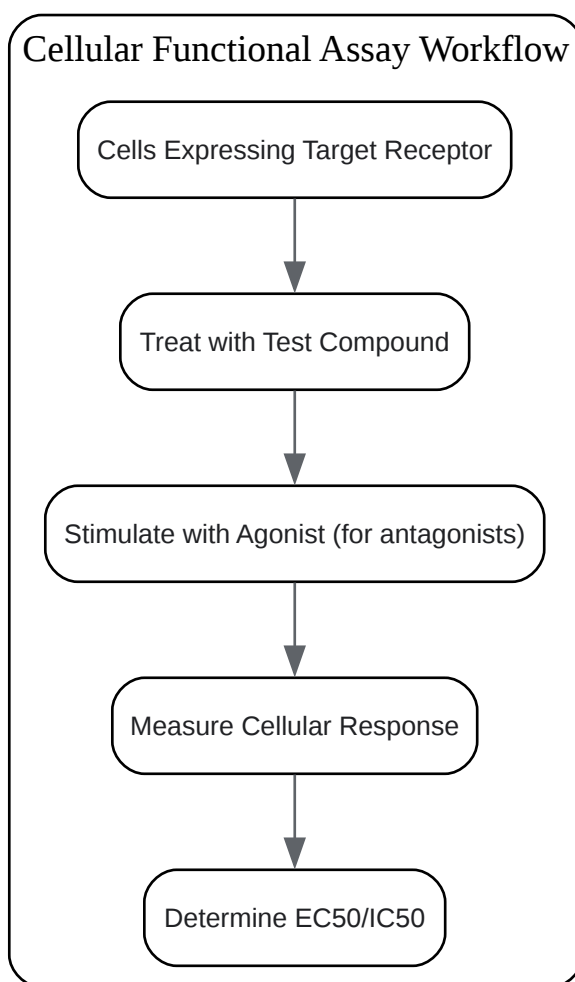 Cellular Functional Assay Workflow
Cells Expressing Target Receptor
Treat with Test Compound
Stimulate with Agonist (for antagonists)
Measure Cellular Response
Determine EC50/IC50